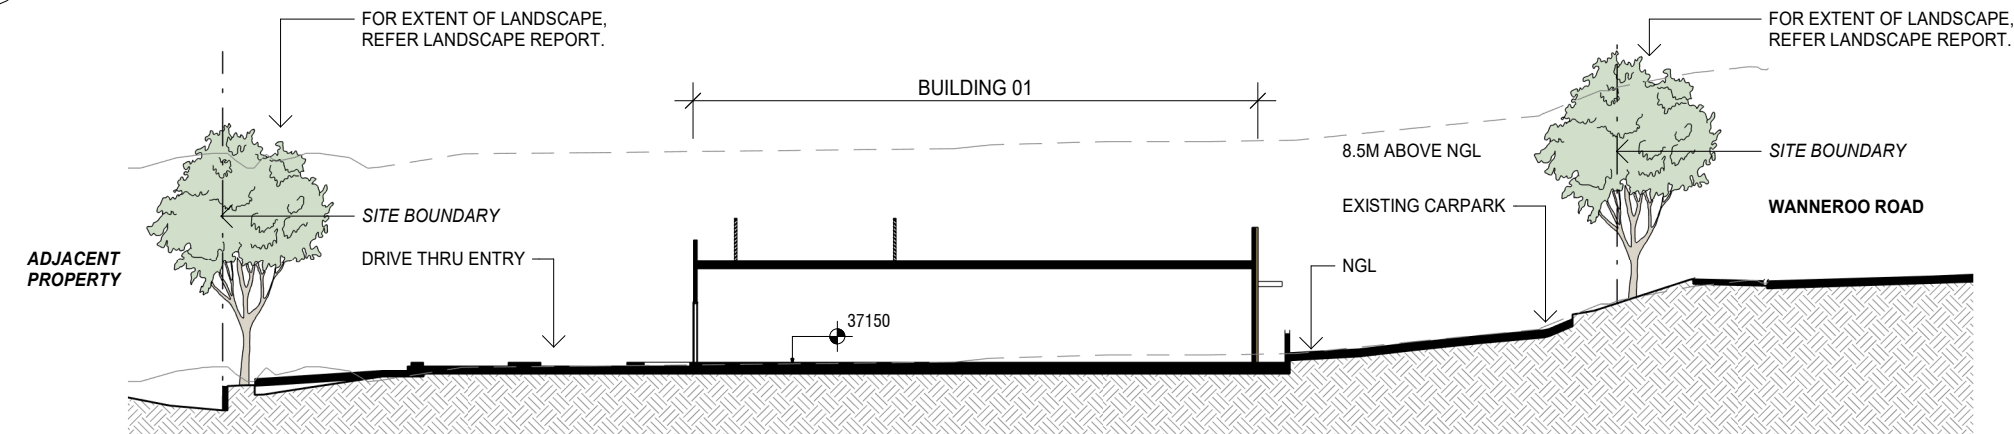 FOR EXTENT OF LANDSCAPE,
REFER LANDSCAPE REPORT.
FOR EXTENT OF LANDSCAPE,
REFER LANDSCAPE REPORT.
BUILDING 01
8.5M ABOVE NGL
SITE BOUNDARY
SITE BOUNDARY
EXISTING CARPARK
WANNEROO ROAD
ADJACENT
PROPERTY
DRIVE THRU ENTRY
NGL
37150